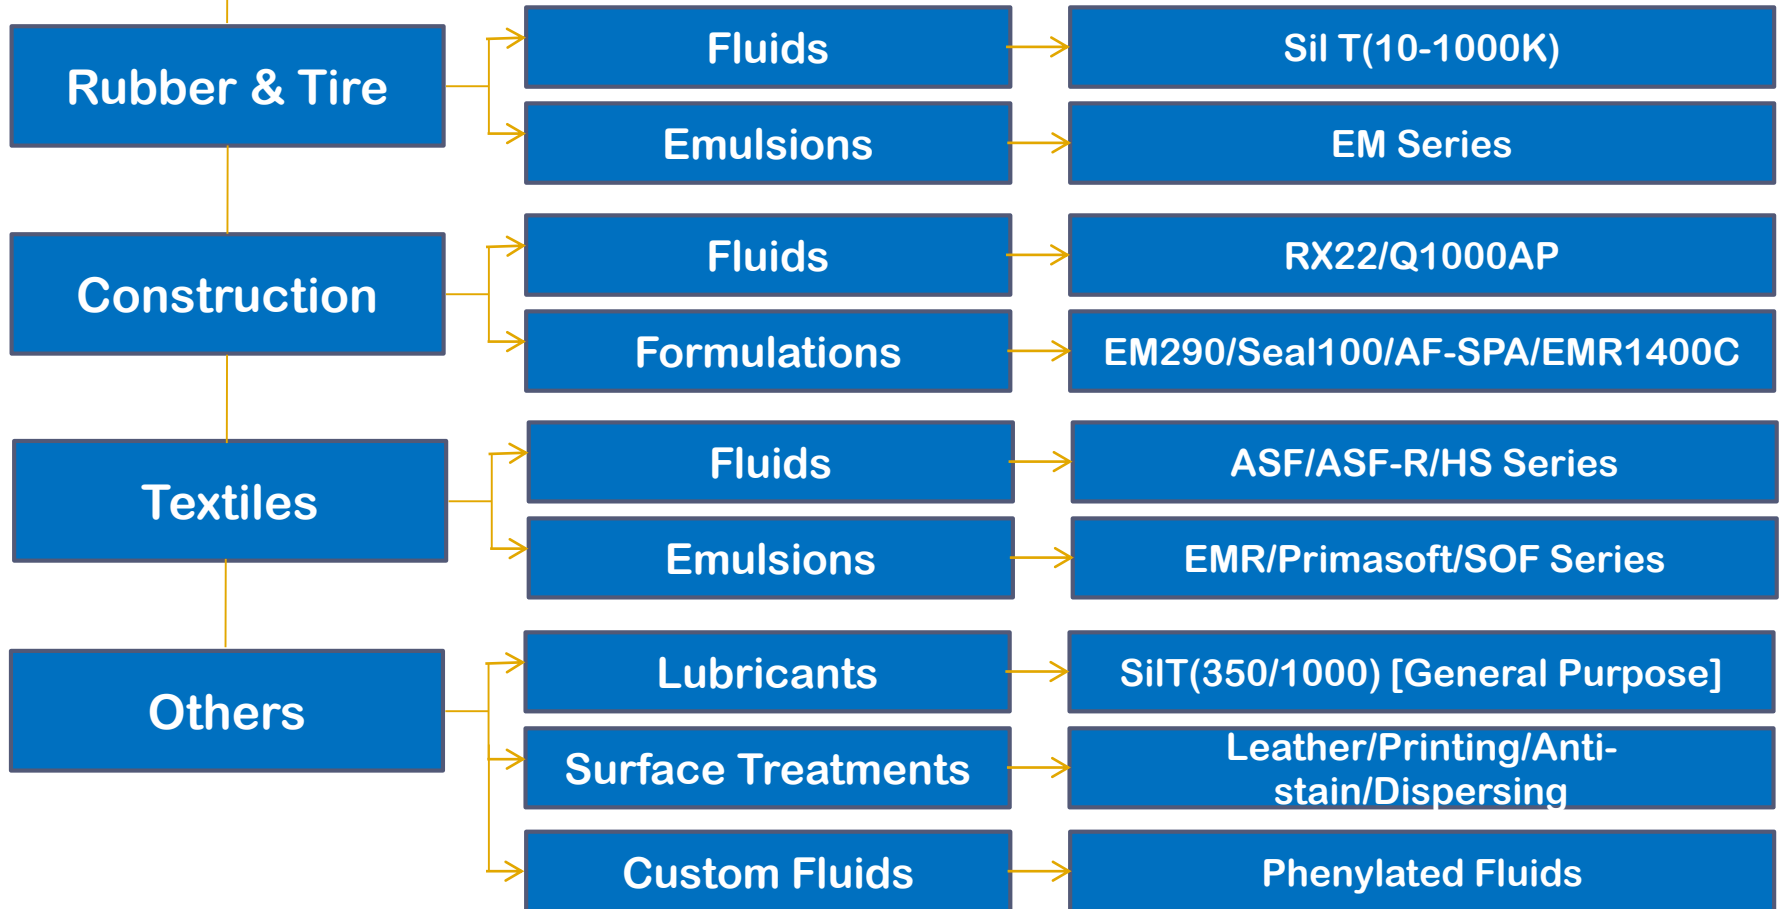 Rubber & Tire
Fluids
Sil T(10-1000K)
Emulsions
EM Series
Construction
Fluids
RX22/Q1000AP
Formulations
EM290/Seal100/AF-SPA/EMR1400C
Textiles
Fluids
ASF/ASF-R/HS Series
Emulsions
EMR/Primasoft/SOF Series
Others
Lubricants
SilT(350/1000) [General Purpose]
Surface Treatments
Leather/Printing/Anti-
stain/Dispersing
Custom Fluids
Phenylated Fluids